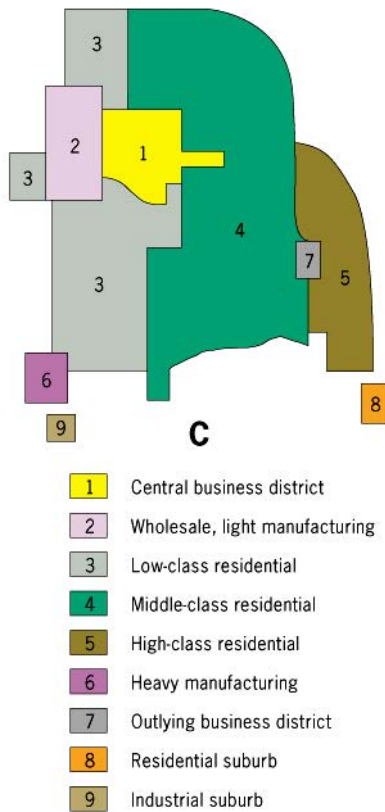 3
2
1
3
4
7
3
5
6
8
9
C
1 Central business district
2 Wholesale, light manufacturing
3 Low-class residential
4 Middle-class residential
5 High-class residential
6 Heavy manufacturing
7 Outlying business district
8 Residential suburb
9 Industrial suburb